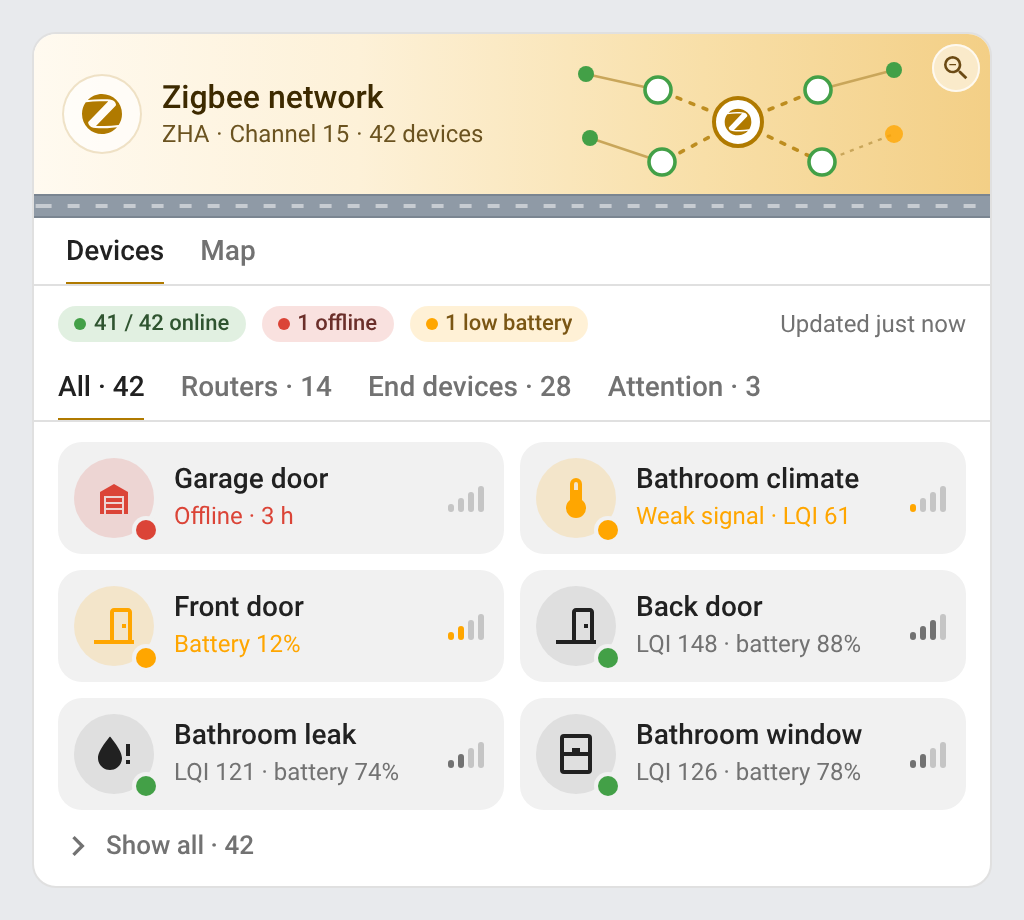 Zigbee network
ZHA · Channel 15 · 42 devices
Devices Map
41 / 42 online 1 offline 1 low battery Updated just now
All · 42 Routers · 14 End devices · 28 Attention · 3
Garage door
Offline · 3 h
Bathroom climate
Weak signal · LQI 61
Front door
Battery 12%
Back door
LQI 148 · battery 88%
Bathroom leak
LQI 121 · battery 74%
Bathroom window
LQI 126 · battery 78%
Show all · 42